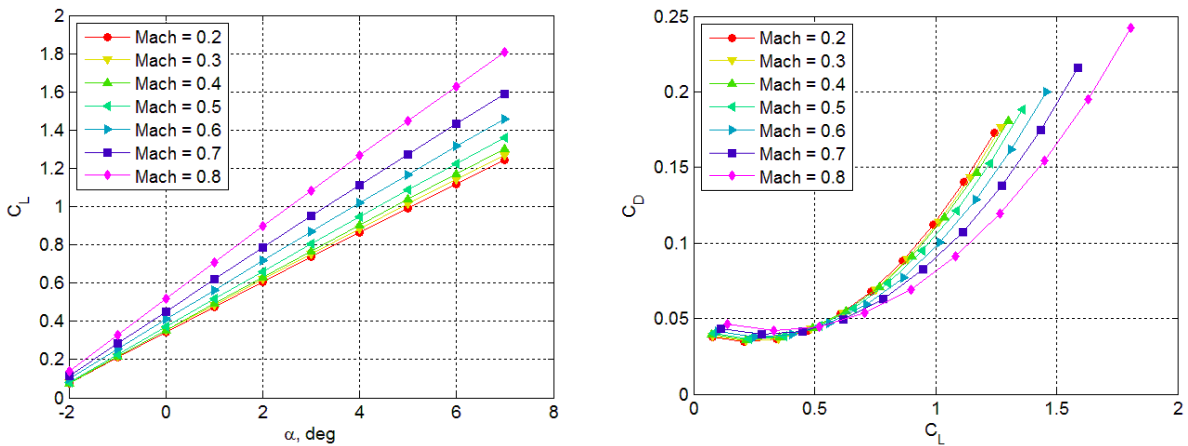 2
1.8
1.6
1.4
1.2
1
0.8
0.6
0.4
0.2
0
C_L
Mach = 0.2
Mach = 0.3
Mach = 0.4
Mach = 0.5
Mach = 0.6
Mach = 0.7
Mach = 0.8
-2 0 2 4 6 8
α, deg
0.25
0.2
0.15
0.1
0.05
0
C_D
Mach = 0.2
Mach = 0.3
Mach = 0.4
Mach = 0.5
Mach = 0.6
Mach = 0.7
Mach = 0.8
0 0.5 1 1.5 2
C_L